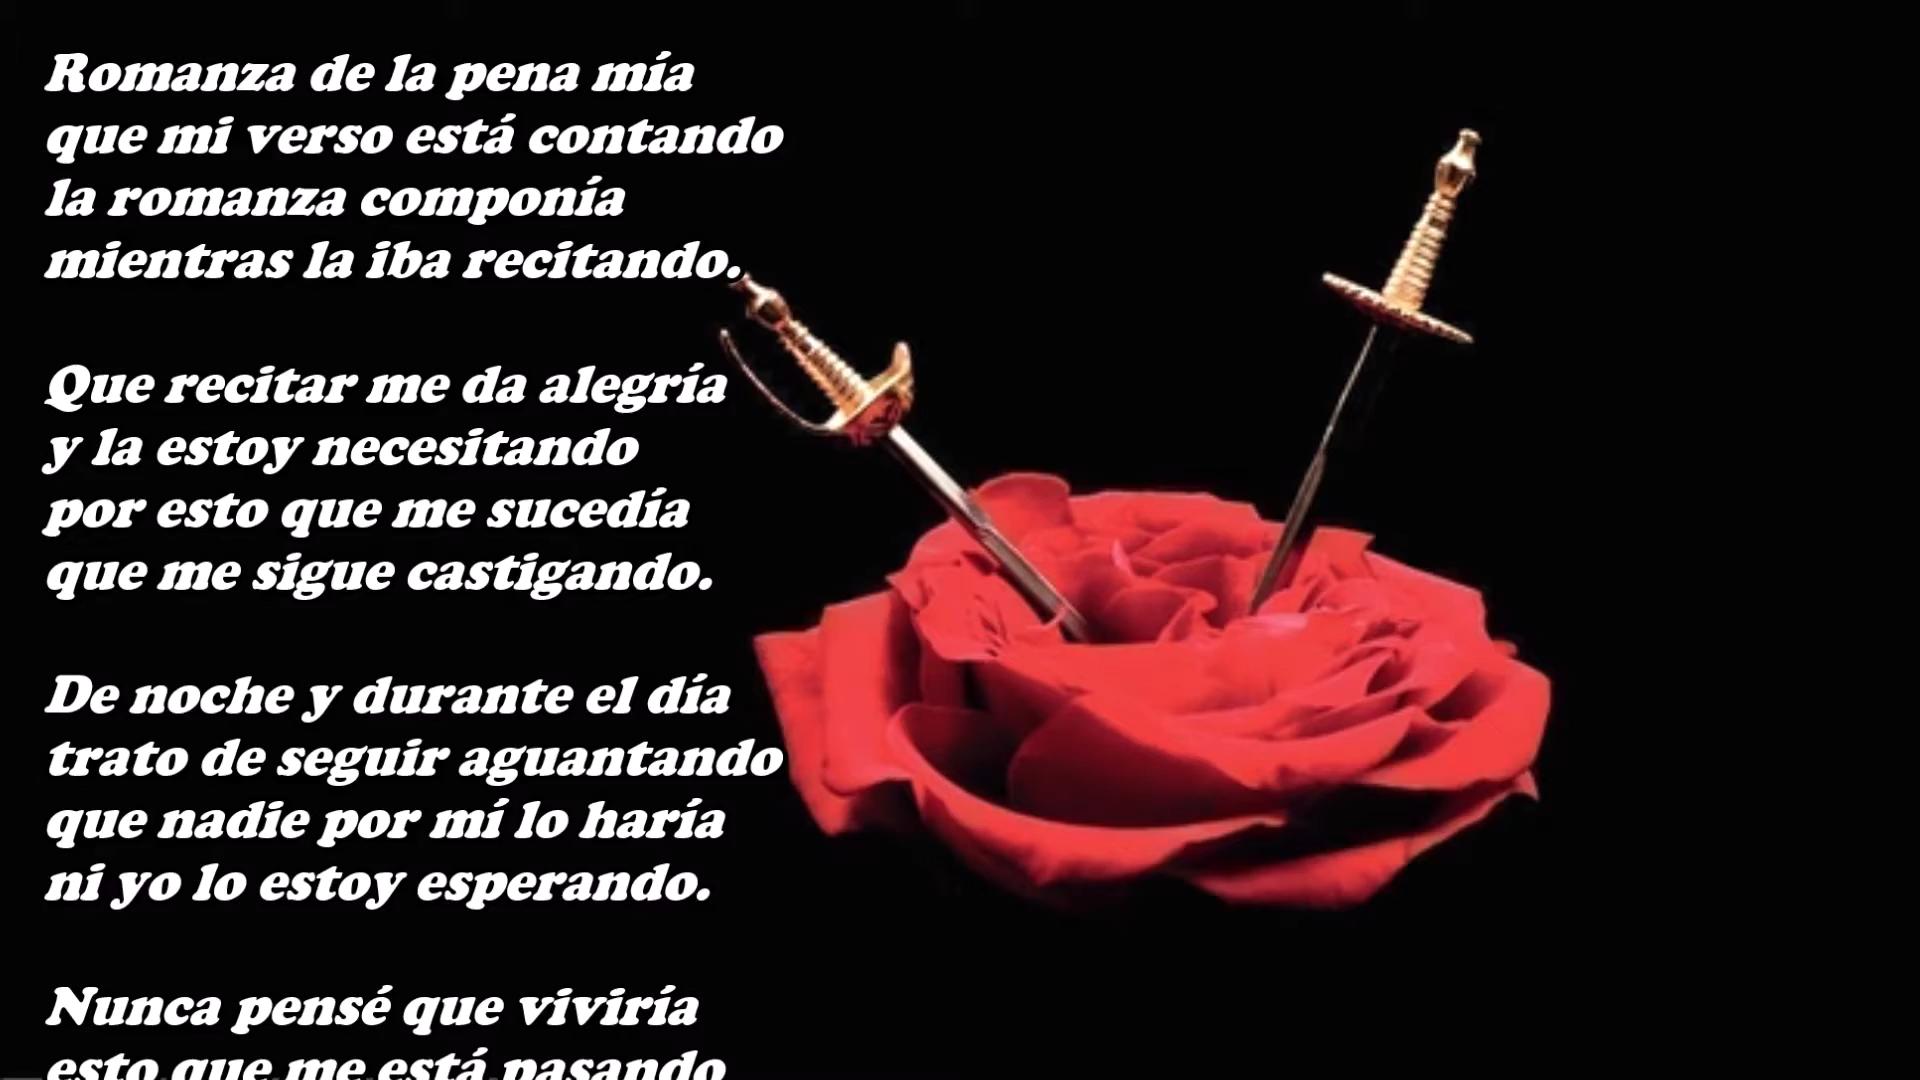 Romanza de la pena mía
que mi verso está contando
la romanza componía
mientras la iba recitando.
Que recitar me da alegría
y la estoy necesitando
por esto que me sucedía
que me sigue castigando.
De noche y durante el día
trato de seguir aguantando
que nadie por mí lo haría
ni yo lo estoy esperando.
Nunca pensé que viviría
esto que me está pasando